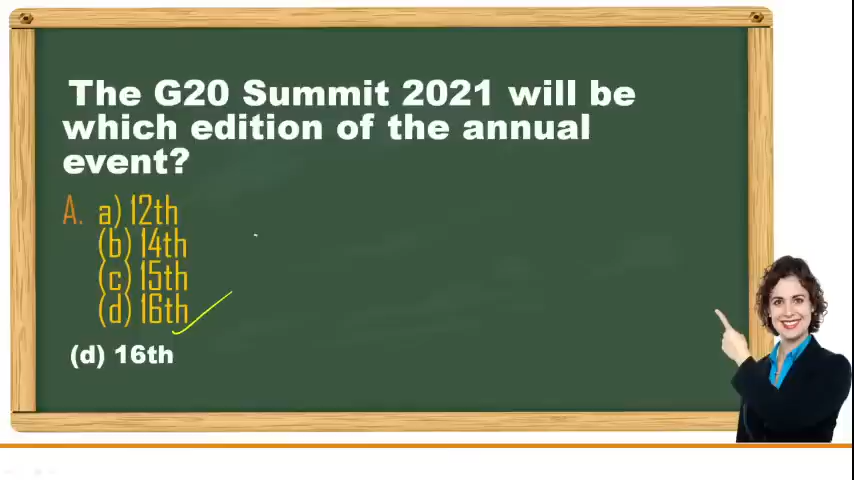 The G20 Summit 2021 will be
which edition of the annual
event?
A. a) 12th
(b) 14th
(c) 15th
(d) 16th
(d) 16th